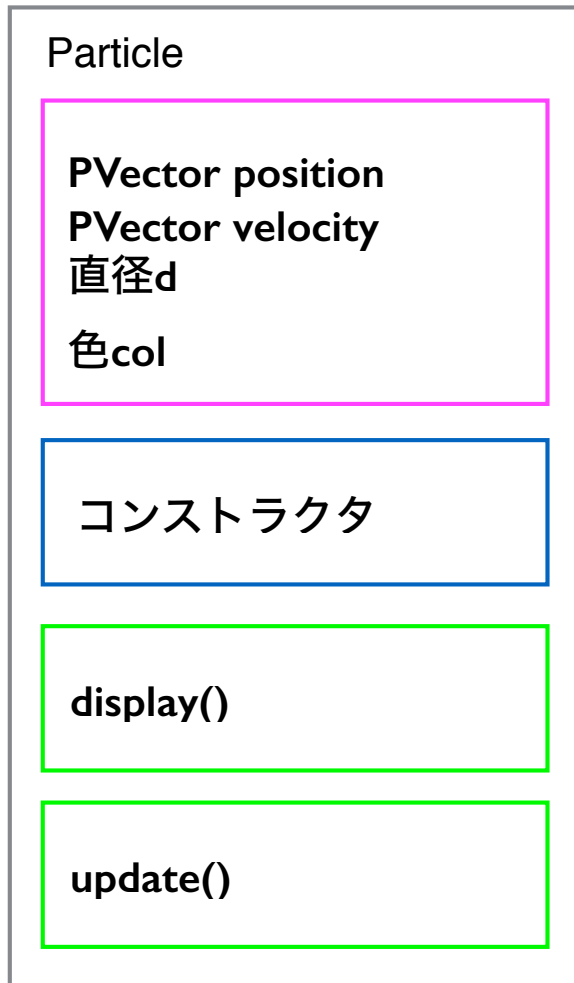 Particle
PVector position
PVector velocity
直径d
色col
コンストラクタ
display()
update()